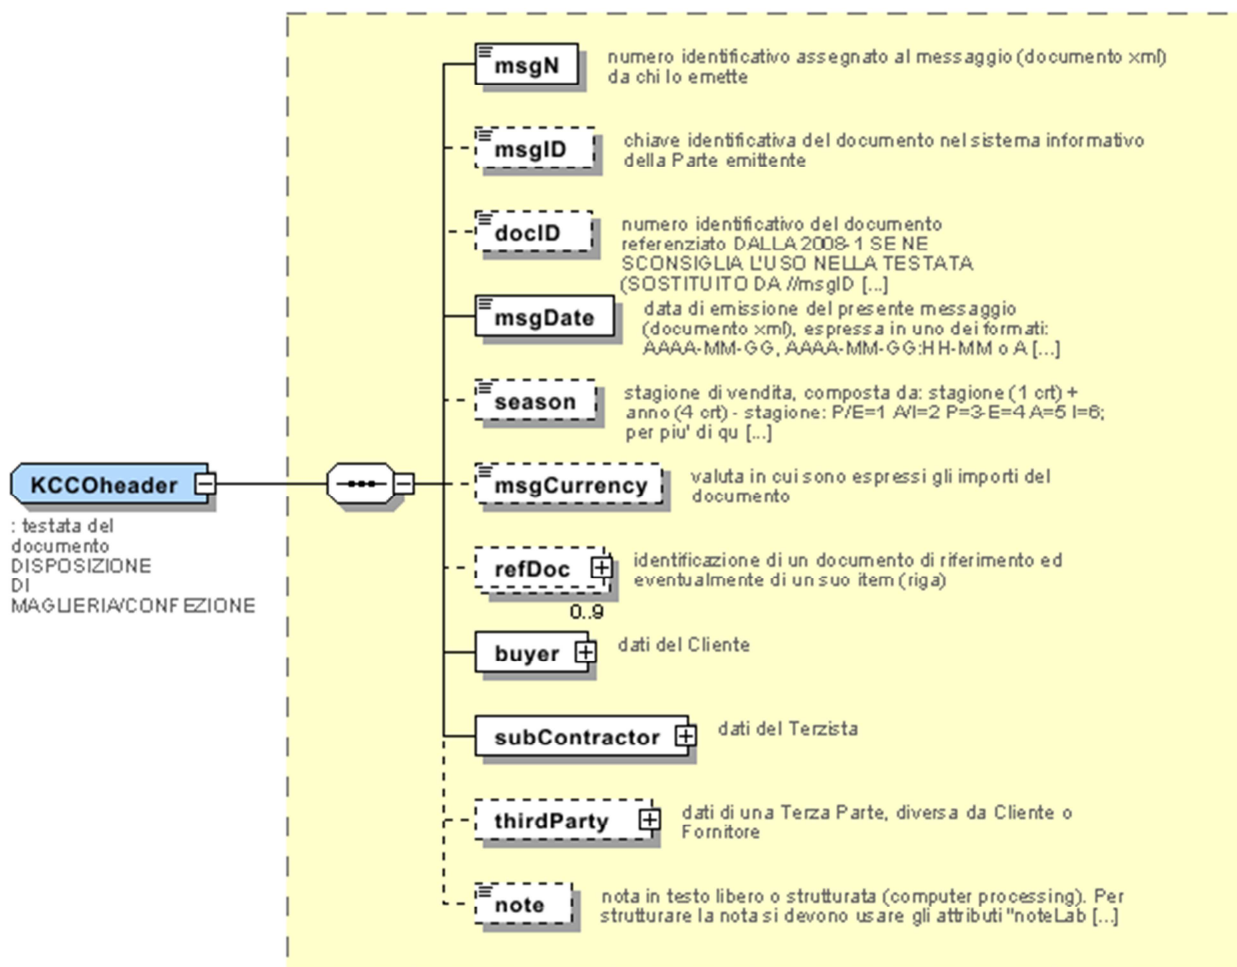 msgN
numero identificativo assegnato al messaggio (documento xml)
da chi lo emette
msgID
chiave identificativa del documento nel sistema informativo
della Parte emittente
docID
numero identificativo del documento
referenziato DALLA 2008-1 SE NE
SCONSIGLIA L'USO NELLA TESTATA
(SOSTITUITO DA //msgID [...]
msgDate
data di emissione del presente messaggio
(documento xml), espressa in uno dei formati:
AAAA-MM-GG, AAAA-MM-GG:HH-MM o A [...]
season
stagione di vendita, composta da: stagione (1 crt) +
anno (4 crt) - stagione: P/E=1 A/I=2 P=3-E=4 A=5 I=6;
per piu' di qu [...]
KCCOheader
: testata del
documento
DISPOSIZIONE
DI
MAGLIERIA/CONFEZIONE
msgCurrency
valuta in cui sono espressi gli importi del
documento
refDoc
identificazione di un documento di riferimento ed
eventualmente di un suo item (riga)
0..9
buyer
dati del Cliente
subContractor
dati del Terzista
thirdParty
dati di una Terza Parte, diversa da Cliente o
Fornitore
note
nota in testo libero o strutturata (computer processing). Per
strutturare la nota si devono usare gli attributi "noteLab [...]